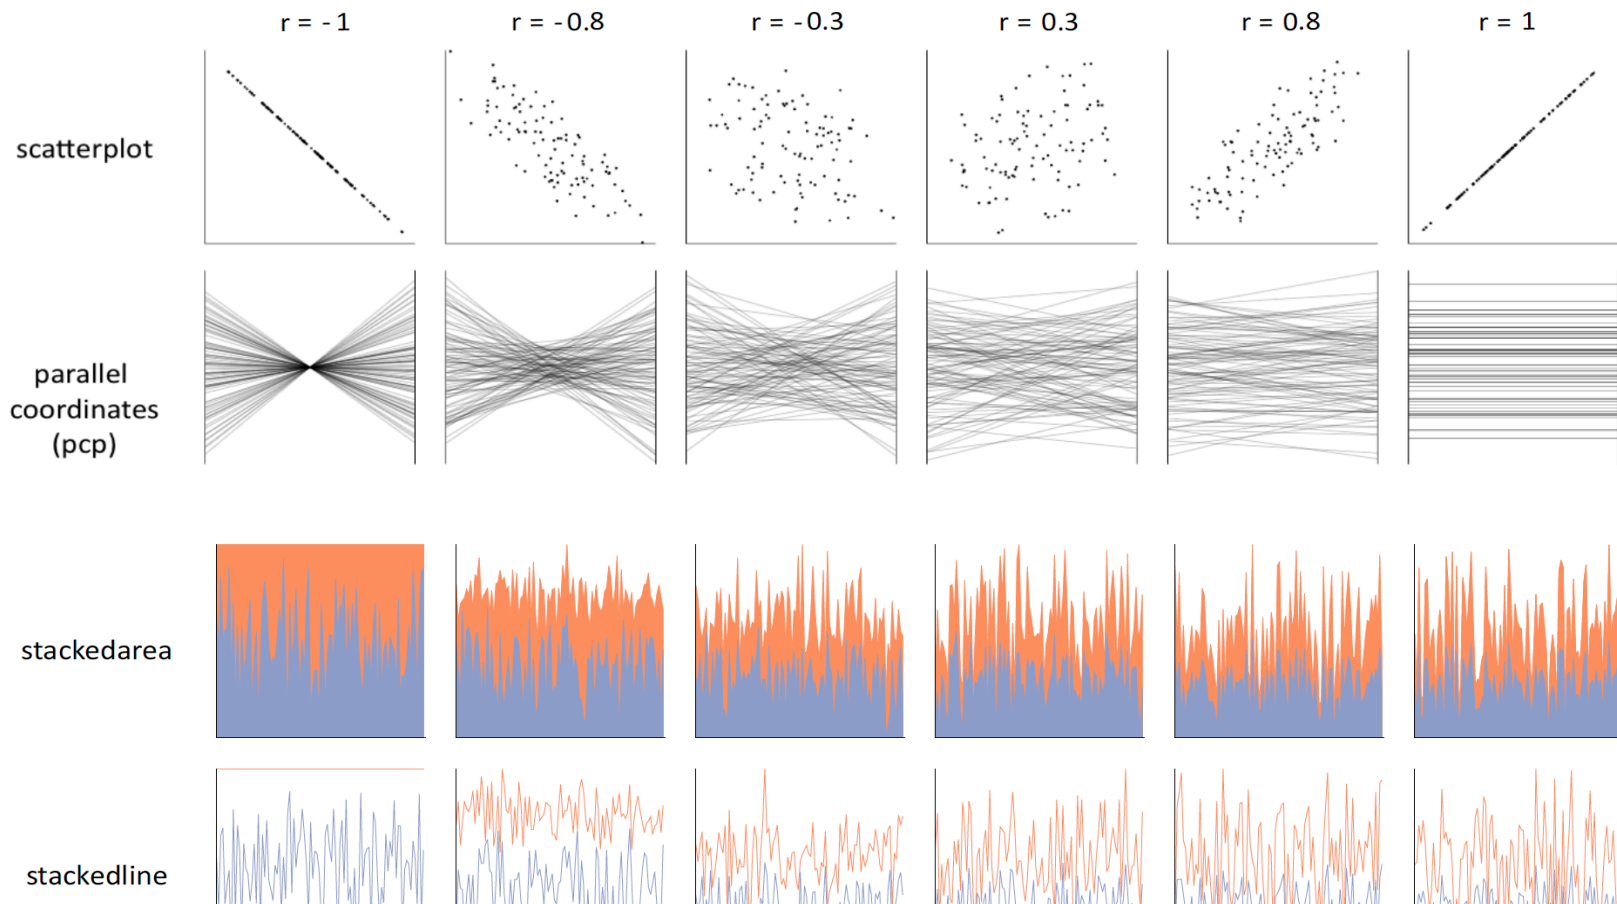 r = -1
r = -0.8
r = -0.3
r = 0.3
r = 0.8
r = 1
scatterplot
parallel
coordinates
(pcp)
stackedarea
stackedline